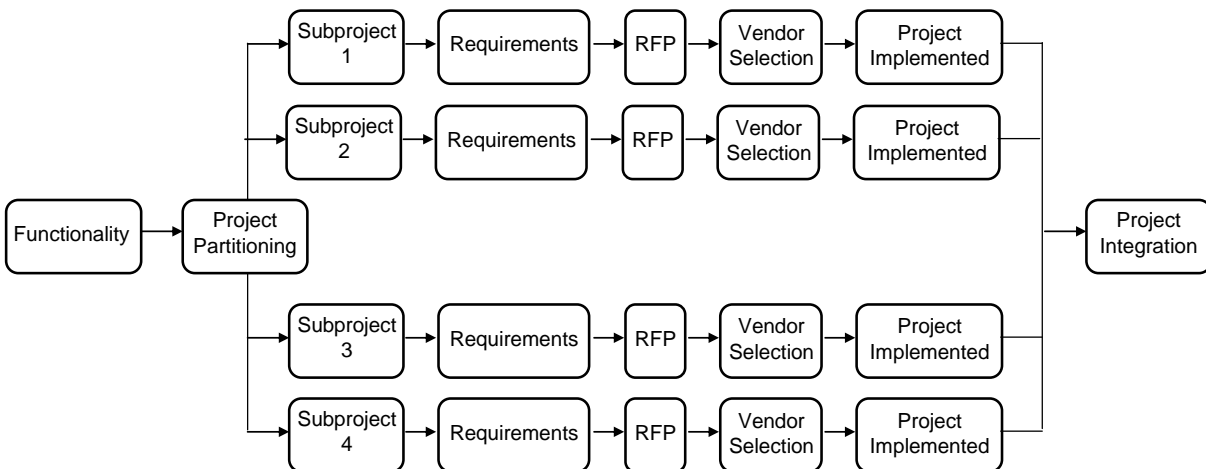 Subproject
1
Requirements
RFP
Vendor
Selection
Project
Implemented
Subproject
2
Requirements
RFP
Vendor
Selection
Project
Implemented
Functionality
Project
Partitioning
Project
Integration
Subproject
3
Requirements
RFP
Vendor
Selection
Project
Implemented
Subproject
4
Requirements
RFP
Vendor
Selection
Project
Implemented